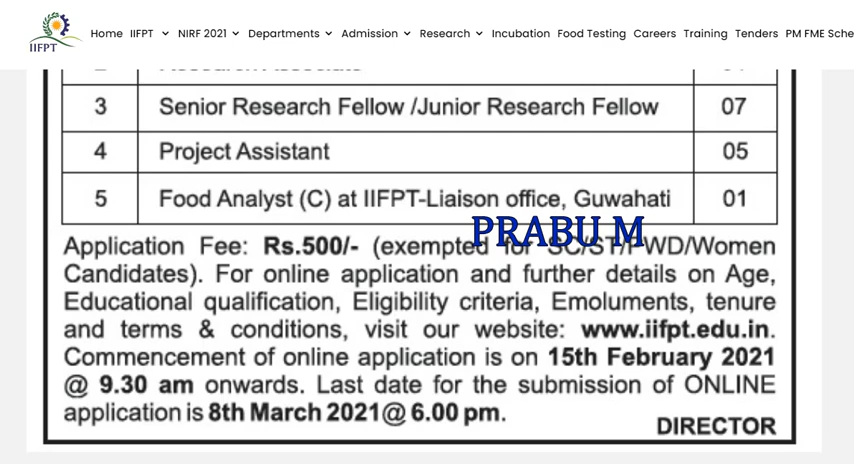 IIFPT
Home IIFPT NIRF 2021 Departments Admission Research Incubation Food Testing Careers Training Tenders PM FME Sche
3 Senior Research Fellow /Junior Research Fellow 07
4 Project Assistant 05
5 Food Analyst (C) at IIFPT-Liaison office, Guwahati 01
PRABU M
Application Fee: Rs.500/- (exempted for SC/ST/PWD/Women
Candidates). For online application and further details on Age,
Educational qualification, Eligibility criteria, Emoluments, tenure
and terms & conditions, visit our website: www.iifpt.edu.in.
Commencement of online application is on 15th February 2021
@ 9.30 am onwards. Last date for the submission of ONLINE
application is 8th March 2021@ 6.00 pm.
DIRECTOR